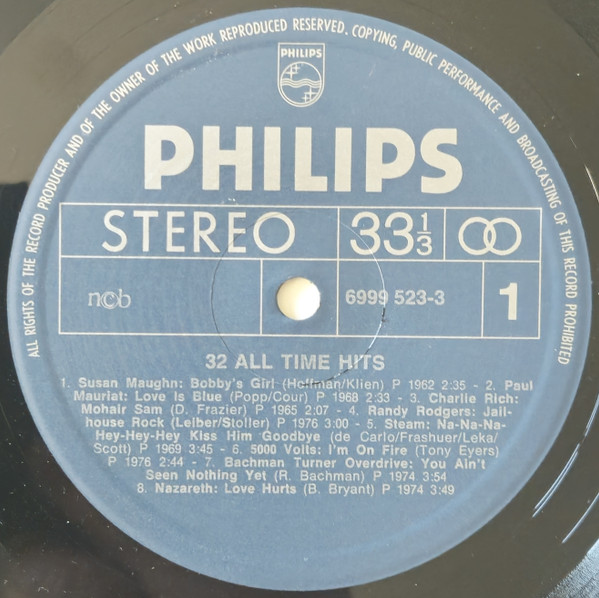 ALL RIGHTS OF THE RECORD PRODUCER AND OF THE OWNER OF THE WORK REPRODUCED RESERVED. COPYING, PUBLIC PERFORMANCE AND BROADCASTING OF THIS RECORD PROHIBITED
PHILIPS
PHILIPS
STEREO 33 1/3
n©b 6999 523-3 1
32 ALL TIME HITS
1. Susan Maughn: Bobby's Girl (Hoffman/Klien) P 1962 2:35 - 2. Paul
Mauriat: Love Is Blue (Popp/Cour) P 1968 2:33 - 3. Charlie Rich:
Mohair Sam (D. Frazier) P 1965 2:07 - 4. Randy Rodgers: Jail-
house Rock (Leiber/Stoller) P 1976 3:00 - 5. Steam: Na-Na-Na-
Hey-Hey-Hey Kiss Him Goodbye (de Carlo/Frashuer/Leka/
Scott) P 1969 3:45 - 6. 5000 Volts: I'm On Fire (Tony Eyers)
P 1976 2:44 - 7. Bachman Turner Overdrive: You Ain't
Seen Nothing Yet (R. Bachman) P 1974 3:54
8. Nazareth: Love Hurts (B. Bryant) P 1974 3:49